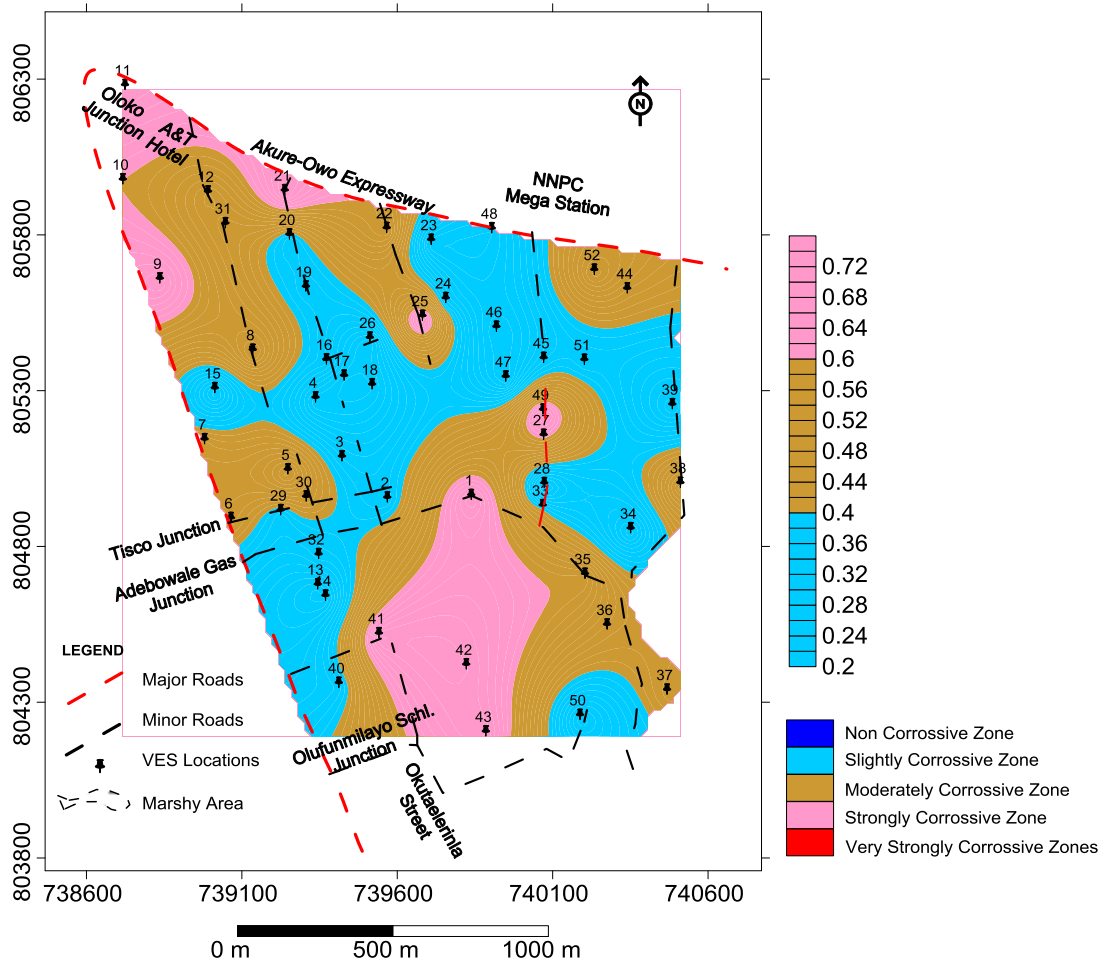 806300
805800
805300
804800
804300
803800
738600
739100
739600
740100
740600
0 m
500 m
1000 m
N
Oloko
Junction
A&T
Hotel
Akure-Owo Expressway
NNPC
Mega Station
Tisco Junction
Adebowale Gas
Junction
Olufunmilayo Schl.
Junction
Okutaelerinla
Street
11
10
12
21
31
20
22
23
48
52
44
9
19
24
25
46
26
8
16
17
18
4
15
45
51
47
39
49
27
7
3
5
30
29
2
1
28
33
38
6
34
32
13
14
35
36
41
42
40
37
50
43
LEGEND
Major Roads
Minor Roads
VES Locations
Marshy Area
0.72
0.68
0.64
0.6
0.56
0.52
0.48
0.44
0.4
0.36
0.32
0.28
0.24
0.2
Non Corrossive Zone
Slightly Corrossive Zone
Moderately Corrossive Zone
Strongly Corrossive Zone
Very Strongly Corrossive Zones